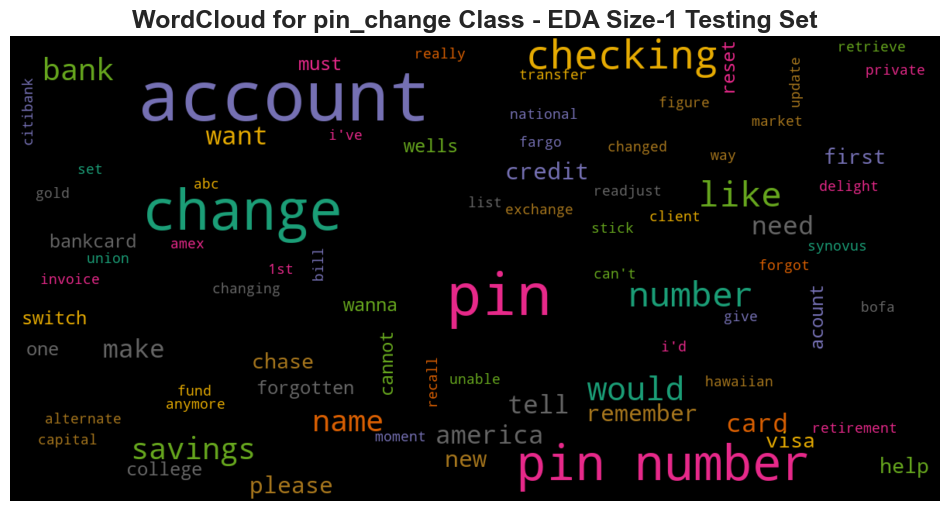 WordCloud for pin_change Class - EDA Size-1 Testing Set
really
checking
reset
retrieve
bank
must
private
account
transfer
update
citibank
figure
national
market
want
i've
wells
fargo
changed
way
first
set
abc
credit
gold
change
list
readjust
like
delight
exchange
client
need
stick
bankcard
amex
synovus
union
bill
1st
can't
forgot
invoice
changing
pin
number
acount
wanna
give
bofa
switch
one
make
i'd
chase
cannot
forgotten
recall
unable
hawaiian
fund
anymore
would
alternate
name
tell
remember
card
retirement
capital
moment
america
visa
savings
pin number
college
new
help
please